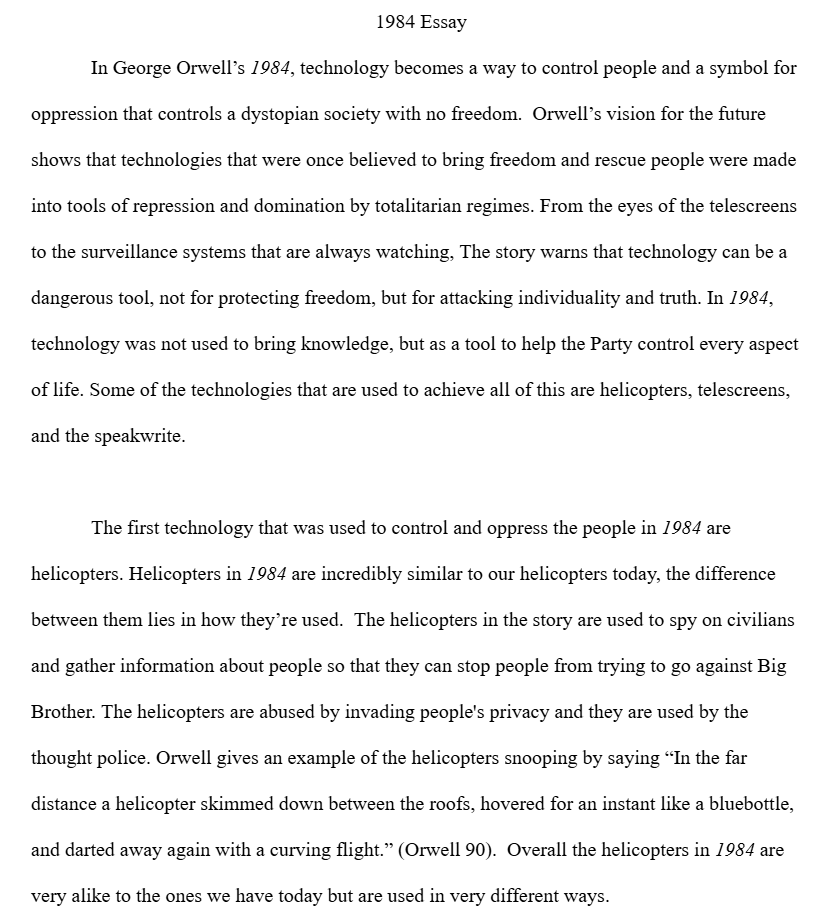 1984 Essay
In George Orwell’s 1984, technology becomes a way to control people and a symbol for
oppression that controls a dystopian society with no freedom.  Orwell’s vision for the future
shows that technologies that were once believed to bring freedom and rescue people were made
into tools of repression and domination by totalitarian regimes. From the eyes of the telescreens
to the surveillance systems that are always watching, The story warns that technology can be a
dangerous tool, not for protecting freedom, but for attacking individuality and truth. In 1984,
technology was not used to bring knowledge, but as a tool to help the Party control every aspect
of life. Some of the technologies that are used to achieve all of this are helicopters, telescreens,
and the speakwrite.
The first technology that was used to control and oppress the people in 1984 are
helicopters. Helicopters in 1984 are incredibly similar to our helicopters today, the difference
between them lies in how they’re used.  The helicopters in the story are used to spy on civilians
and gather information about people so that they can stop people from trying to go against Big
Brother. The helicopters are abused by invading people's privacy and they are used by the
thought police. Orwell gives an example of the helicopters snooping by saying “In the far
distance a helicopter skimmed down between the roofs, hovered for an instant like a bluebottle,
and darted away again with a curving flight.” (Orwell 90).  Overall the helicopters in 1984 are
very alike to the ones we have today but are used in very different ways.